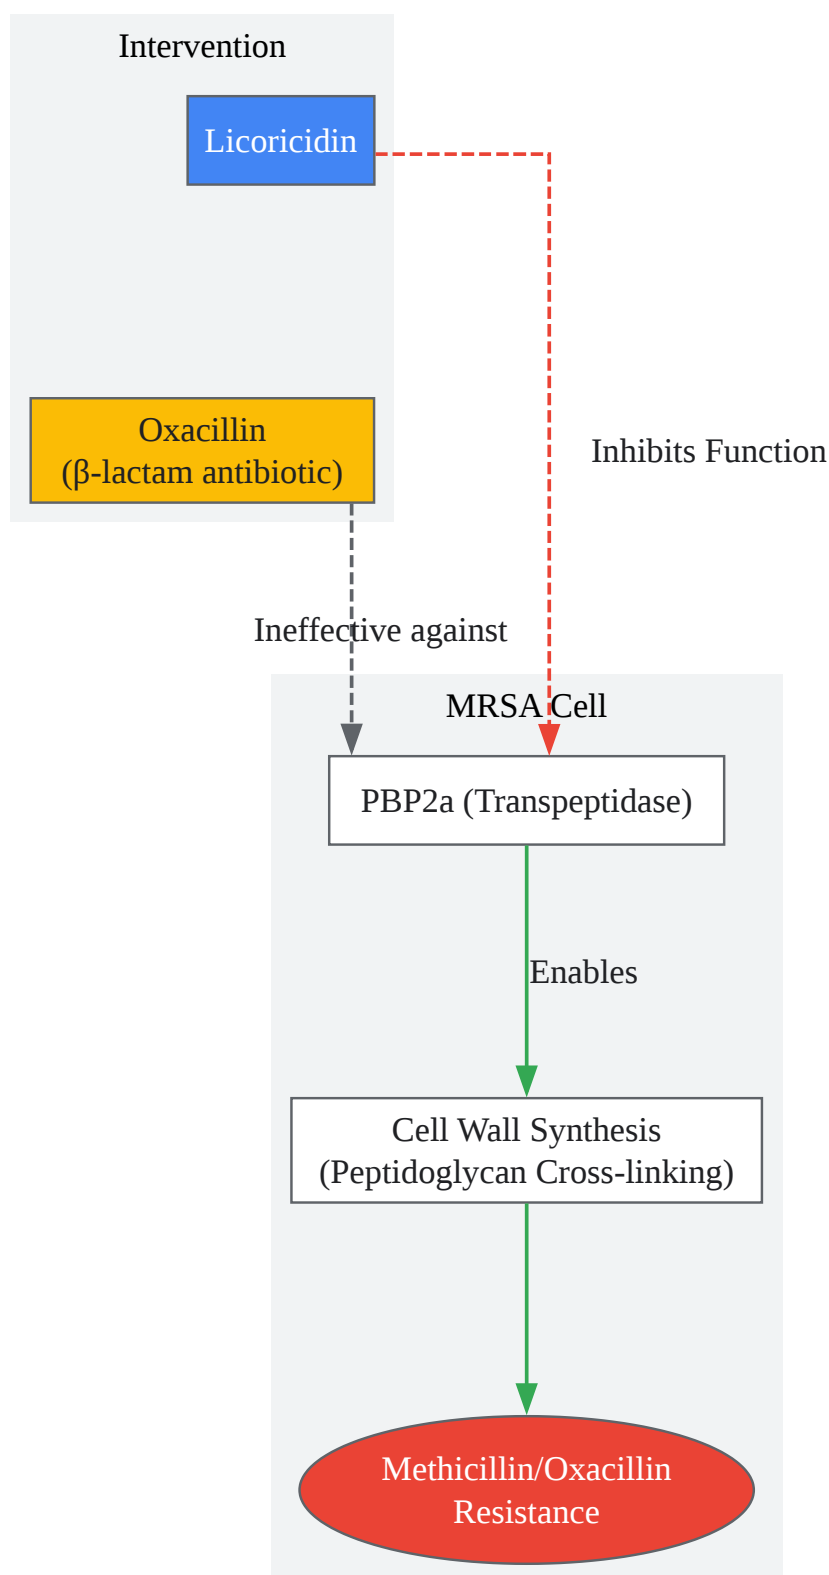 Intervention
Licoricidin
Oxacillin
(β-lactam antibiotic)
Inhibits Function
Ineffective against
MRSA Cell
PBP2a (Transpeptidase)
Enables
Cell Wall Synthesis
(Peptidoglycan Cross-linking)
Methicillin/Oxacillin
Resistance